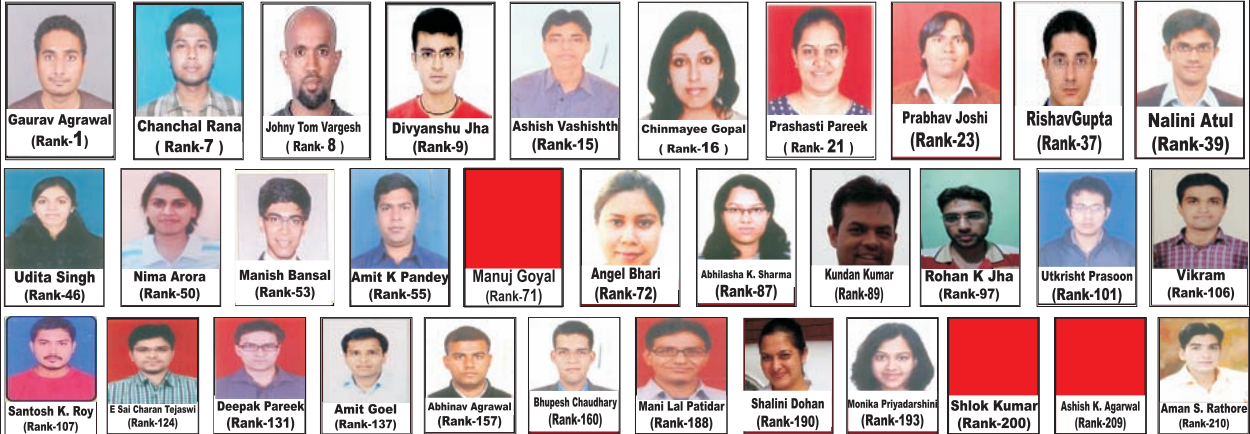 Gaurav Agrawal
(Rank-1)
Chanchal Rana
( Rank-7 )
Johny Tom Vargesh
( Rank- 8 )
Divyanshu Jha
(Rank-9)
Ashish Vashishth
(Rank-15)
Chinmayee Gopal
( Rank-16 )
Prashasti Pareek
( Rank- 21 )
Prabhav Joshi
(Rank-23)
RishavGupta
(Rank-37)
Nalini Atul
(Rank-39)
Udita Singh
(Rank-46)
Nima Arora
(Rank-50)
Manish Bansal
(Rank-53)
Amit K Pandey
(Rank-55)
Manuj Goyal
(Rank-71)
Angel Bhari
(Rank-72)
Abhilasha K. Sharma
(Rank-87)
Kundan Kumar
(Rank-89)
Rohan K Jha
(Rank-97)
Utkrisht Prasoon
(Rank-101)
Vikram
(Rank-106)
Santosh K. Roy
(Rank-107)
E Sai Charan Tejaswi
(Rank-124)
Deepak Pareek
(Rank-131)
Amit Goel
(Rank-137)
Abhinav Agrawal
(Rank-157)
Bhupesh Chaudhary
(Rank-160)
Mani Lal Patidar
(Rank-188)
Shalini Dohan
(Rank-190)
Monika Priyadarshini
(Rank-193)
Shlok Kumar
(Rank-200)
Ashish K. Agarwal
(Rank-209)
Aman S. Rathore
(Rank-210)